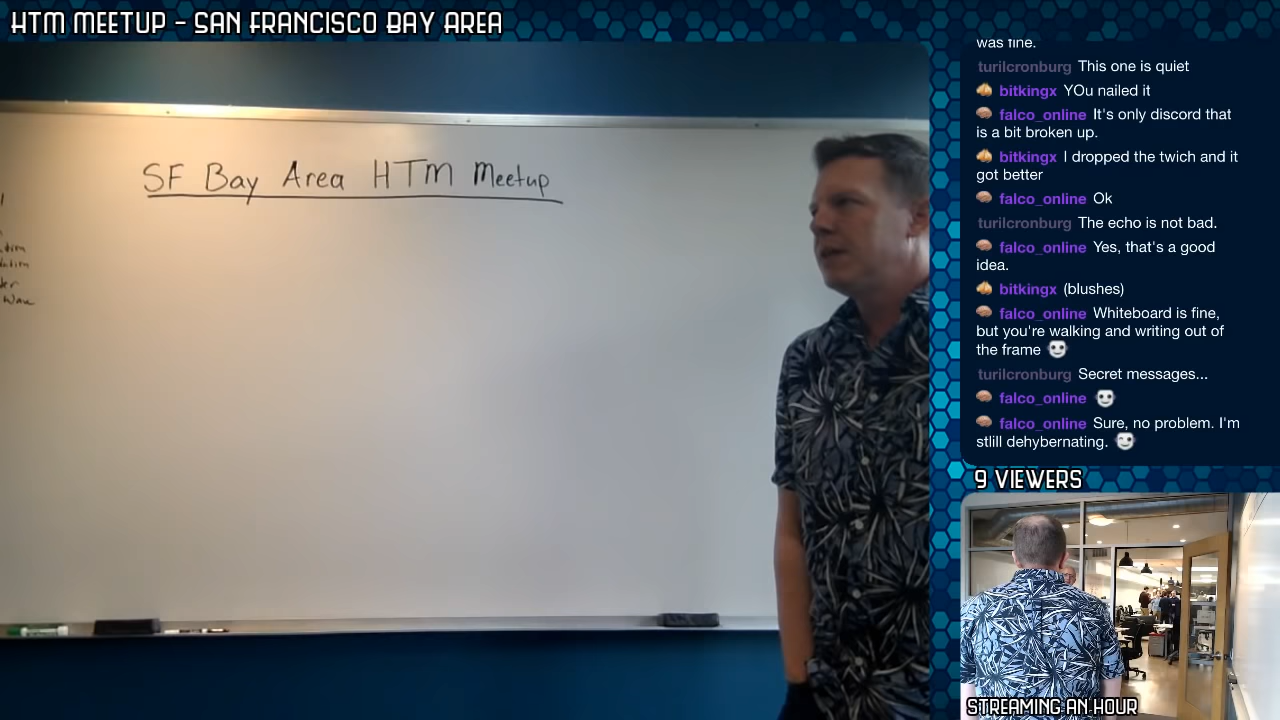 HTM MEETUP - SAN FRANCISCO BAY AREA
SF Bay Area HTM Meetup
was fine.
turilcronburg This one is quiet
bitkingx YOu nailed it
falco_online It's only discord that
is a bit broken up.
bitkingx I dropped the twich and it
got better
falco_online Ok
turilcronburg The echo is not bad.
falco_online Yes, that's a good
idea.
bitkingx (blushes)
falco_online Whiteboard is fine,
but you're walking and writing out of
the frame
turilcronburg Secret messages...
falco_online
falco_online Sure, no problem. I'm
stlill dehybernating.
9 VIEWERS
STREAMING AN HOUR